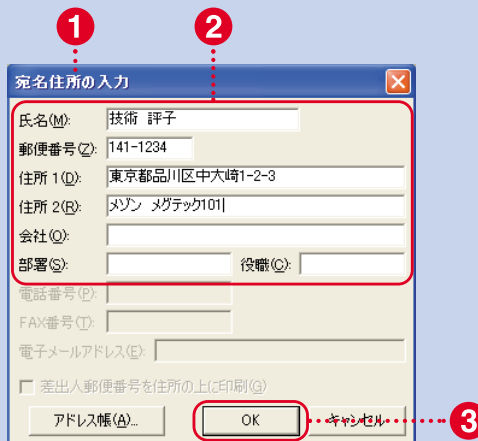 1 2
宛名住所の入力
氏名(M): 技術 評子
郵便番号(Z): 141-1234
住所 1(D): 東京都品川区中大崎1-2-3
住所 2(R): メゾン メグテック101
会社(O):
部署(S): 役職(C):
電話番号(P):
FAX番号(T):
電子メールアドレス(E):
差出人郵便番号を住所の上に印刷(G)
アドレス帳(A)... OK キャンセル 3